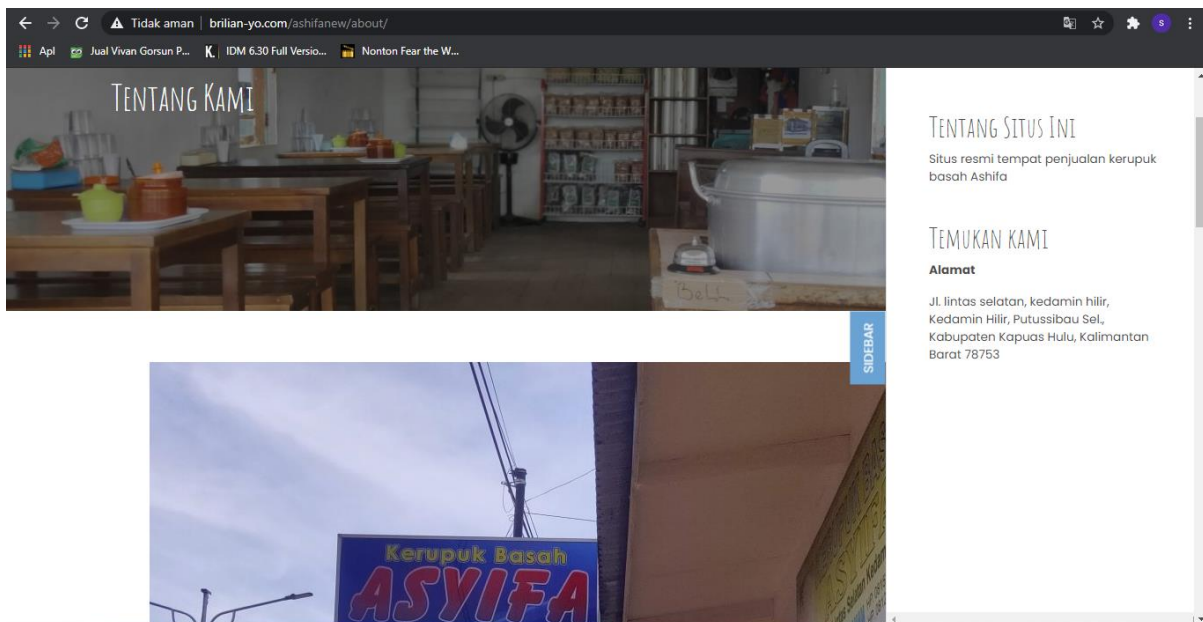 Tidak aman
brilian-yo.com/ashifanew/about/
S
Apl
Jual Vivan Gorsun P...
IDM 6.30 Full Versio...
Nonton Fear the W...
TENTANG KAMI
Bell
SIDEBAR
Kerupuk Basah
ASYIFA
TENTANG SITUS INI
Situs resmi tempat penjualan kerupuk
basah Ashifa
TEMUKAN KAMI
Alamat
Jl. lintas selatan, kedamin hilir,
Kedamin Hilir, Putussibau Sel.,
Kabupaten Kapuas Hulu, Kalimantan
Barat 78753